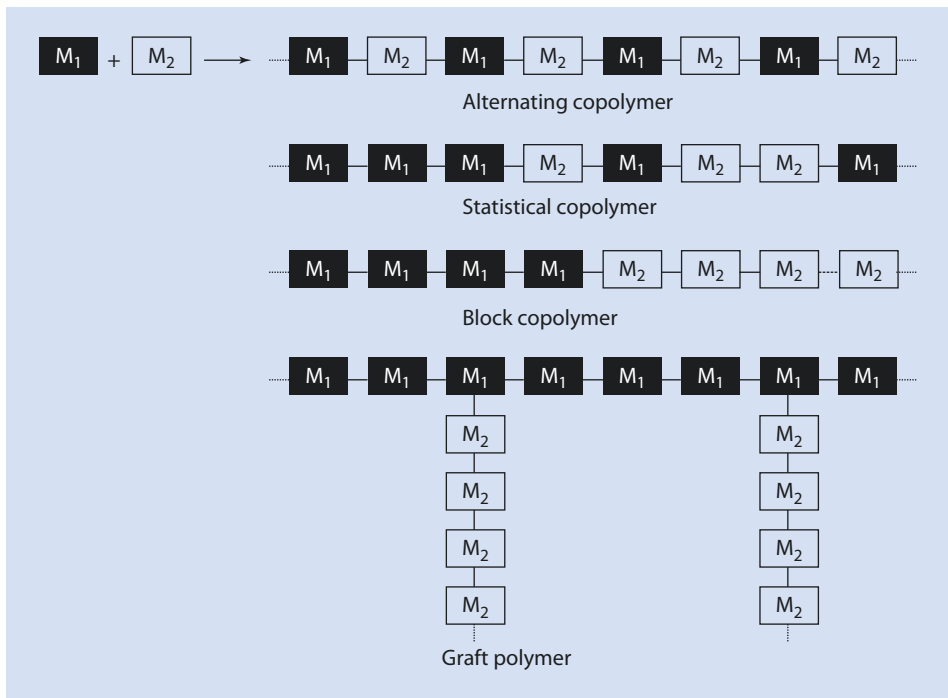 M₁ + M₂ → M₁ M₂ M₁ M₂ M₁ M₂ M₁ M₂
Alternating copolymer
M₁ M₁ M₁ M₂ M₁ M₂ M₂ M₁
Statistical copolymer
M₁ M₁ M₁ M₁ M₂ M₂ M₂ M₂
Block copolymer
M₁ M₁ M₁ M₁ M₁ M₁ M₁ M₁
M₂ M₂
M₂ M₂
M₂ M₂
M₂ M₂
Graft polymer